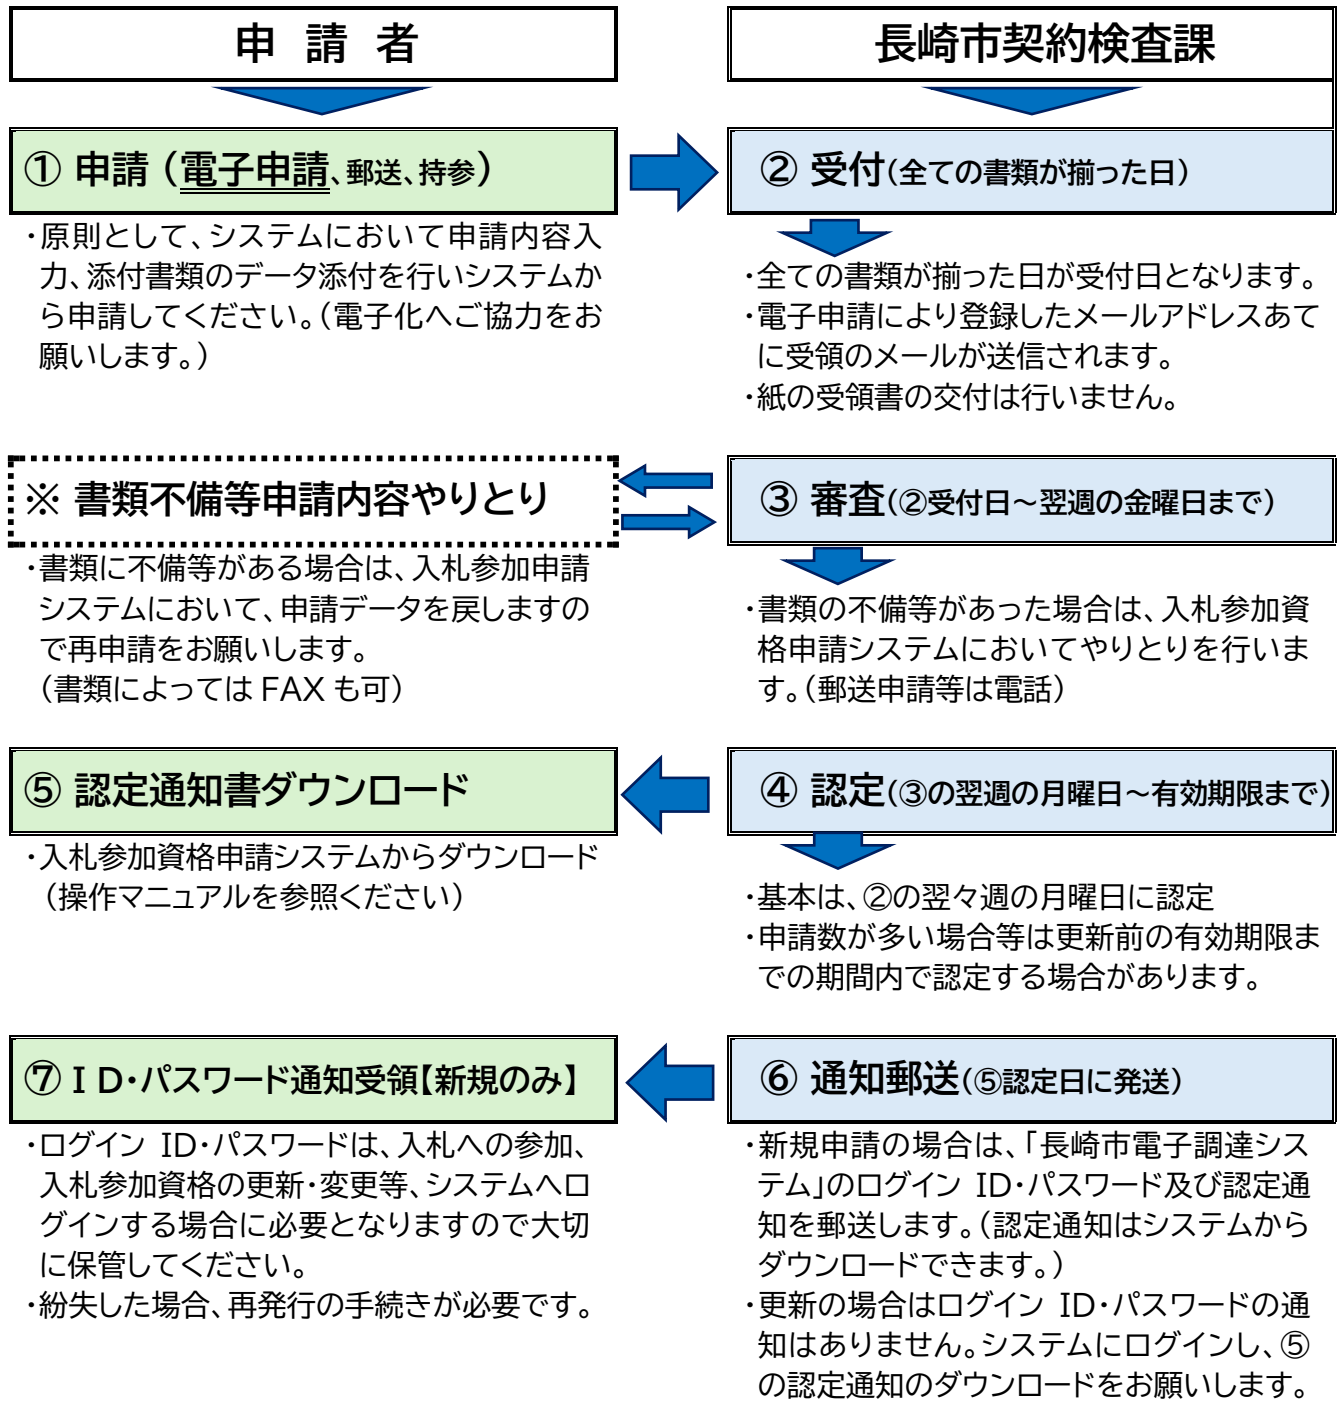 申 請 者
長崎市契約検査課
① 申請（電子申請、郵送、持参）
② 受付(全ての書類が揃った日)
・原則として、システムにおいて申請内容入
力、添付書類のデータ添付を行いシステムか
ら申請してください。(電子化へご協力をお
願いします。)
・全ての書類が揃った日が受付日となります。
・電子申請により登録したメールアドレスあて
に受領のメールが送信されます。
・紙の受領書の交付は行いません。
※ 書類不備等申請内容やりとり
③ 審査(②受付日～翌週の金曜日まで)
・書類に不備等がある場合は、入札参加申請
システムにおいて、申請データを戻しますの
で再申請をお願いします。
(書類によっては FAX も可)
・書類の不備等があった場合は、入札参加資
格申請システムにおいてやりとりを行いま
す。(郵送申請等は電話)
⑤ 認定通知書ダウンロード
④ 認定(③の翌週の月曜日～有効期限まで)
・入札参加資格申請システムからダウンロード
(操作マニュアルを参照ください)
・基本は、②の翌々週の月曜日に認定
・申請数が多い場合等は更新前の有効期限ま
での期間内で認定する場合があります。
⑦ＩＤ・パスワード通知受領【新規のみ】
⑥ 通知郵送(⑤認定日に発送)
・ログイン ID・パスワードは、入札への参加、
入札参加資格の更新・変更等、システムへロ
グインする場合に必要となりますので大切
に保管してください。
・紛失した場合、再発行の手続きが必要です。
・新規申請の場合は、「長崎市電子調達シス
テム」のログイン ID・パスワード及び認定通
知を郵送します。(認定通知はシステムから
ダウンロードできます。)
・更新の場合はログイン ID・パスワードの通
知はありません。システムにログインし、⑤
の認定通知のダウンロードをお願いします。